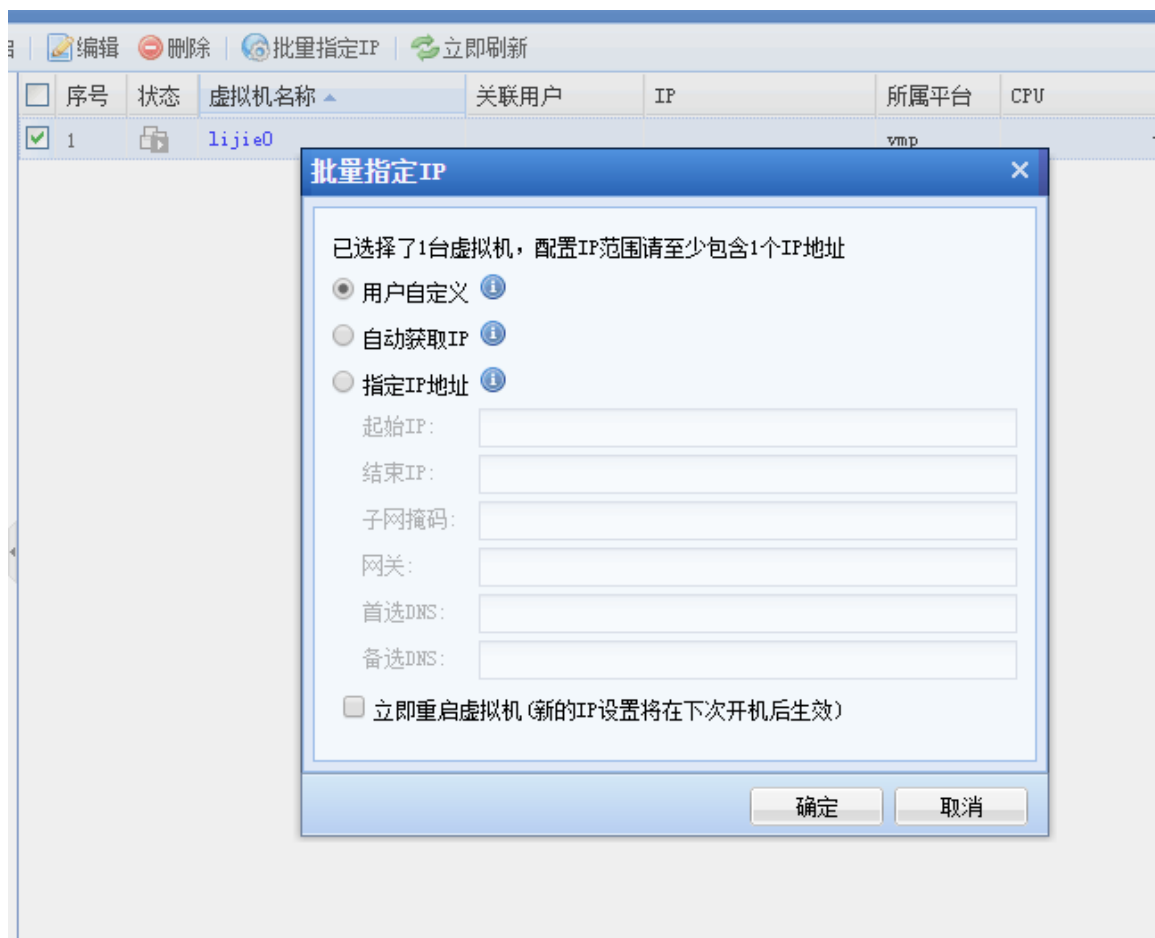 编辑 删除 批量指定IP 立即刷新
序号 状态 虚拟机名称 关联用户 IP 所属平台 CPU
1 lijie0 vmp
批量指定IP
已选择了1台虚拟机，配置IP范围请至少包含1个IP地址
用户自定义
自动获取IP
指定IP地址
起始IP:
结束IP:
子网掩码:
网关:
首选DNS:
备选DNS:
立即重启虚拟机(新的IP设置将在下次开机后生效)
确定 取消